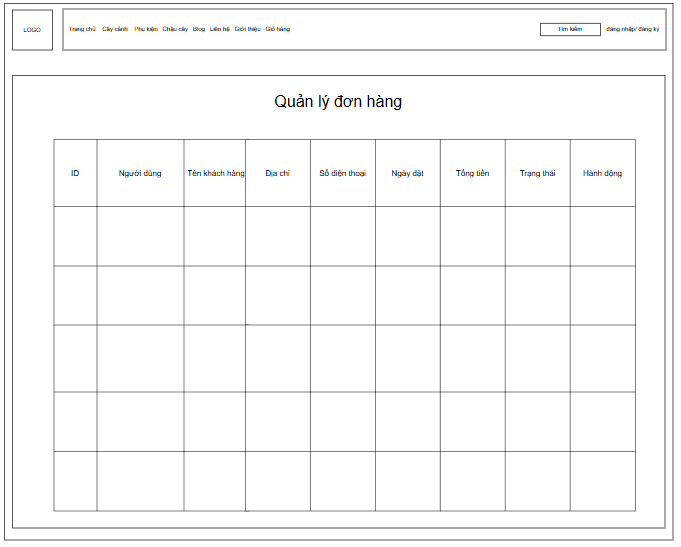 LOGO
Trang chủ Cây cảnh Phụ kiện Chậu cây Blog Liên hệ Giới thiệu Giỏ hàng
Tìm kiếm
đăng nhập/ đăng ký
Quản lý đơn hàng
ID Người dùng Tên khách hàng Địa chỉ Số điện thoại Ngày đặt Tổng tiền Trạng thái Hành động